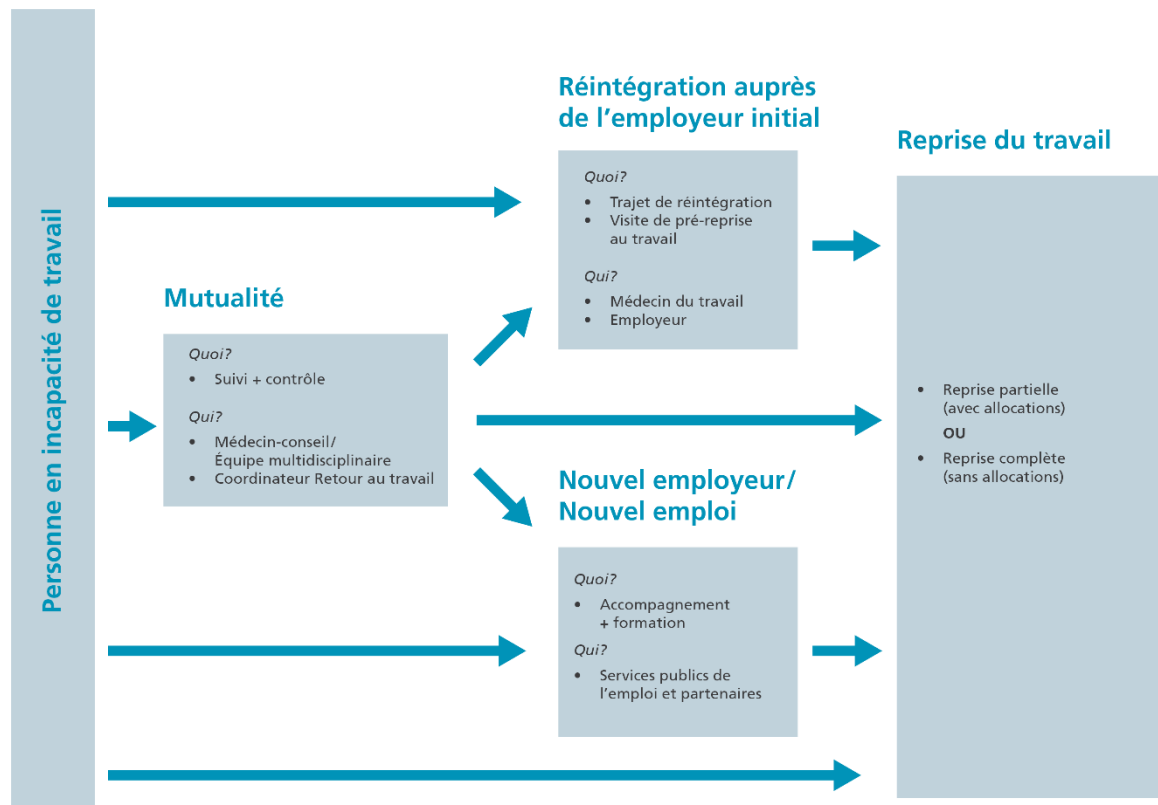 Personne en incapacité de travail
Mutualité
Quoi?
• Suivi + contrôle
Qui?
• Médecin-conseil/
Équipe multidisciplinaire
• Coordinateur Retour au travail
Réintégration auprès
de l’employeur initial
Quoi?
• Trajet de réintégration
• Visite de pré-reprise
au travail
Qui?
• Médecin du travail
• Employeur
Nouvel employeur/
Nouvel emploi
Quoi?
• Accompagnement
+ formation
Qui?
• Services publics de
l’emploi et partenaires
Reprise du travail
• Reprise partielle
(avec allocations)
OU
• Reprise complète
(sans allocations)